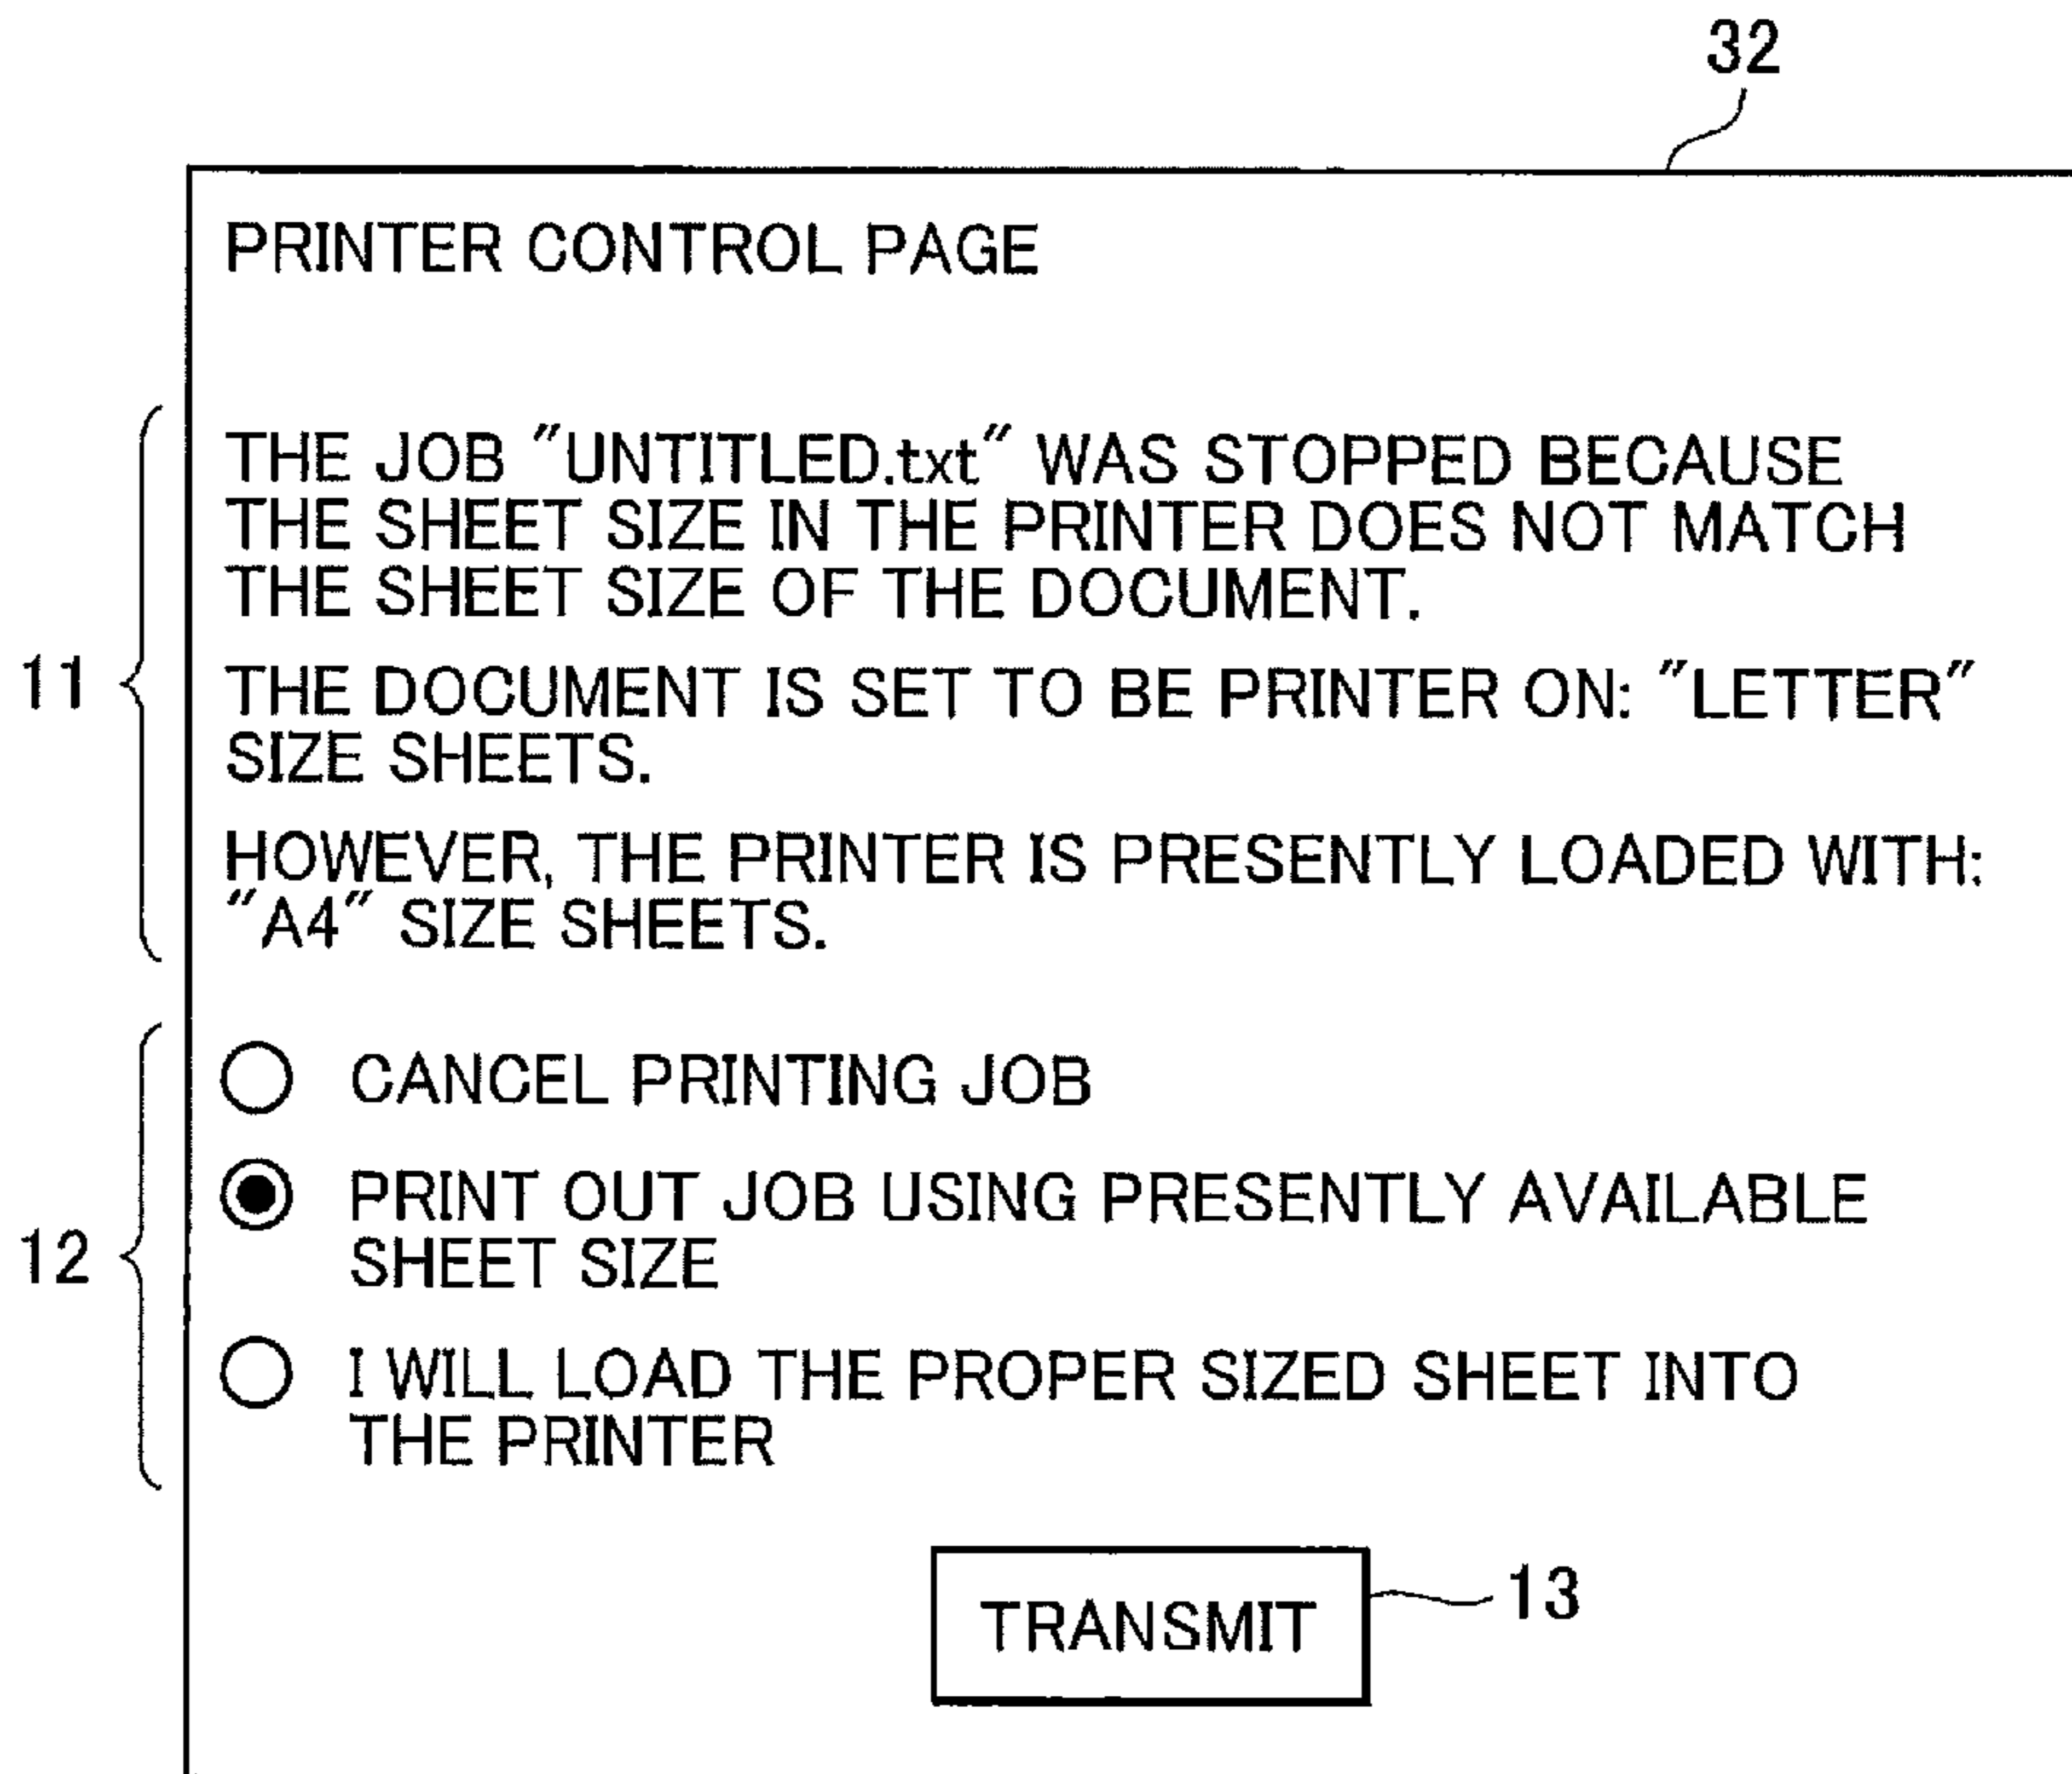 32
PRINTER CONTROL PAGE
THE JOB "UNTITLED.txt" WAS STOPPED BECAUSE
THE SHEET SIZE IN THE PRINTER DOES NOT MATCH
THE SHEET SIZE OF THE DOCUMENT.
11
THE DOCUMENT IS SET TO BE PRINTER ON: "LETTER"
SIZE SHEETS.
HOWEVER, THE PRINTER IS PRESENTLY LOADED WITH:
"A4" SIZE SHEETS.
CANCEL PRINTING JOB
PRINT OUT JOB USING PRESENTLY AVAILABLE
SHEET SIZE
12
I WILL LOAD THE PROPER SIZED SHEET INTO
THE PRINTER
TRANSMIT
13